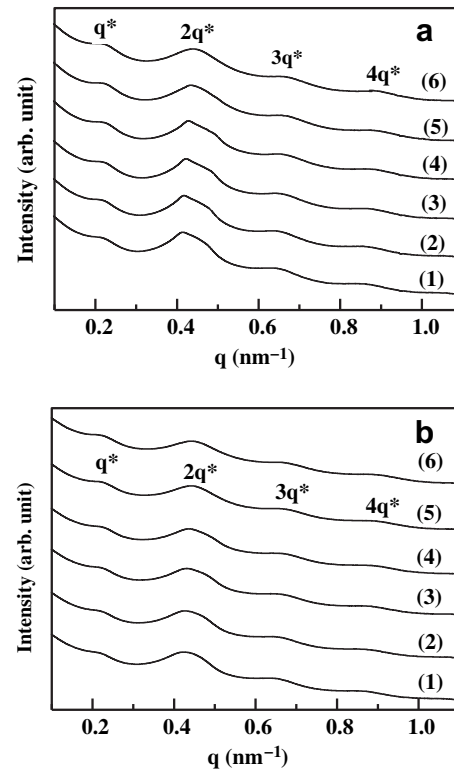 a
q* 2q* 3q* 4q*
(6)
(5)
(4)
(3)
(2)
(1)
Intensity (arb. unit)
0.2 0.4 0.6 0.8 1.0
q (nm⁻¹)
b
q* 2q* 3q* 4q*
(6)
(5)
(4)
(3)
(2)
(1)
Intensity (arb. unit)
0.2 0.4 0.6 0.8 1.0
q (nm⁻¹)